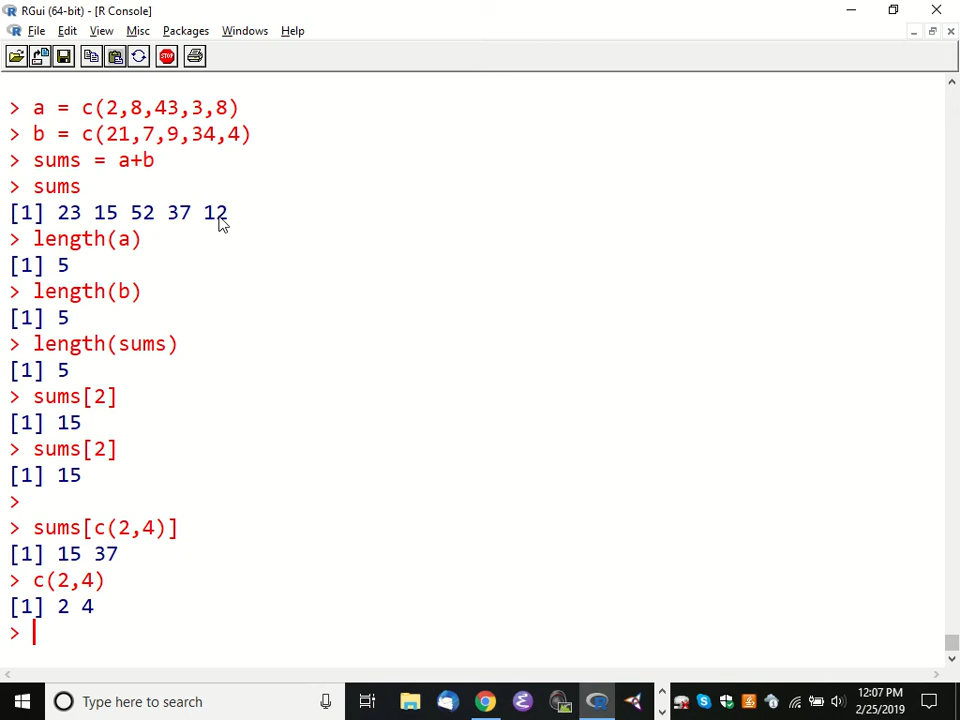 RGui (64-bit) - [R Console]
File Edit View Misc Packages Windows Help
STOP
> a = c(2,8,43,3,8)
> b = c(21,7,9,34,4)
> sums = a+b
> sums
[1] 23 15 52 37 12
> length(a)
[1] 5
> length(b)
[1] 5
> length(sums)
[1] 5
> sums[2]
[1] 15
> sums[2]
[1] 15
>
> sums[c(2,4)]
[1] 15 37
> c(2,4)
[1] 2 4
>
Type here to search
12:07 PM
2/25/2019